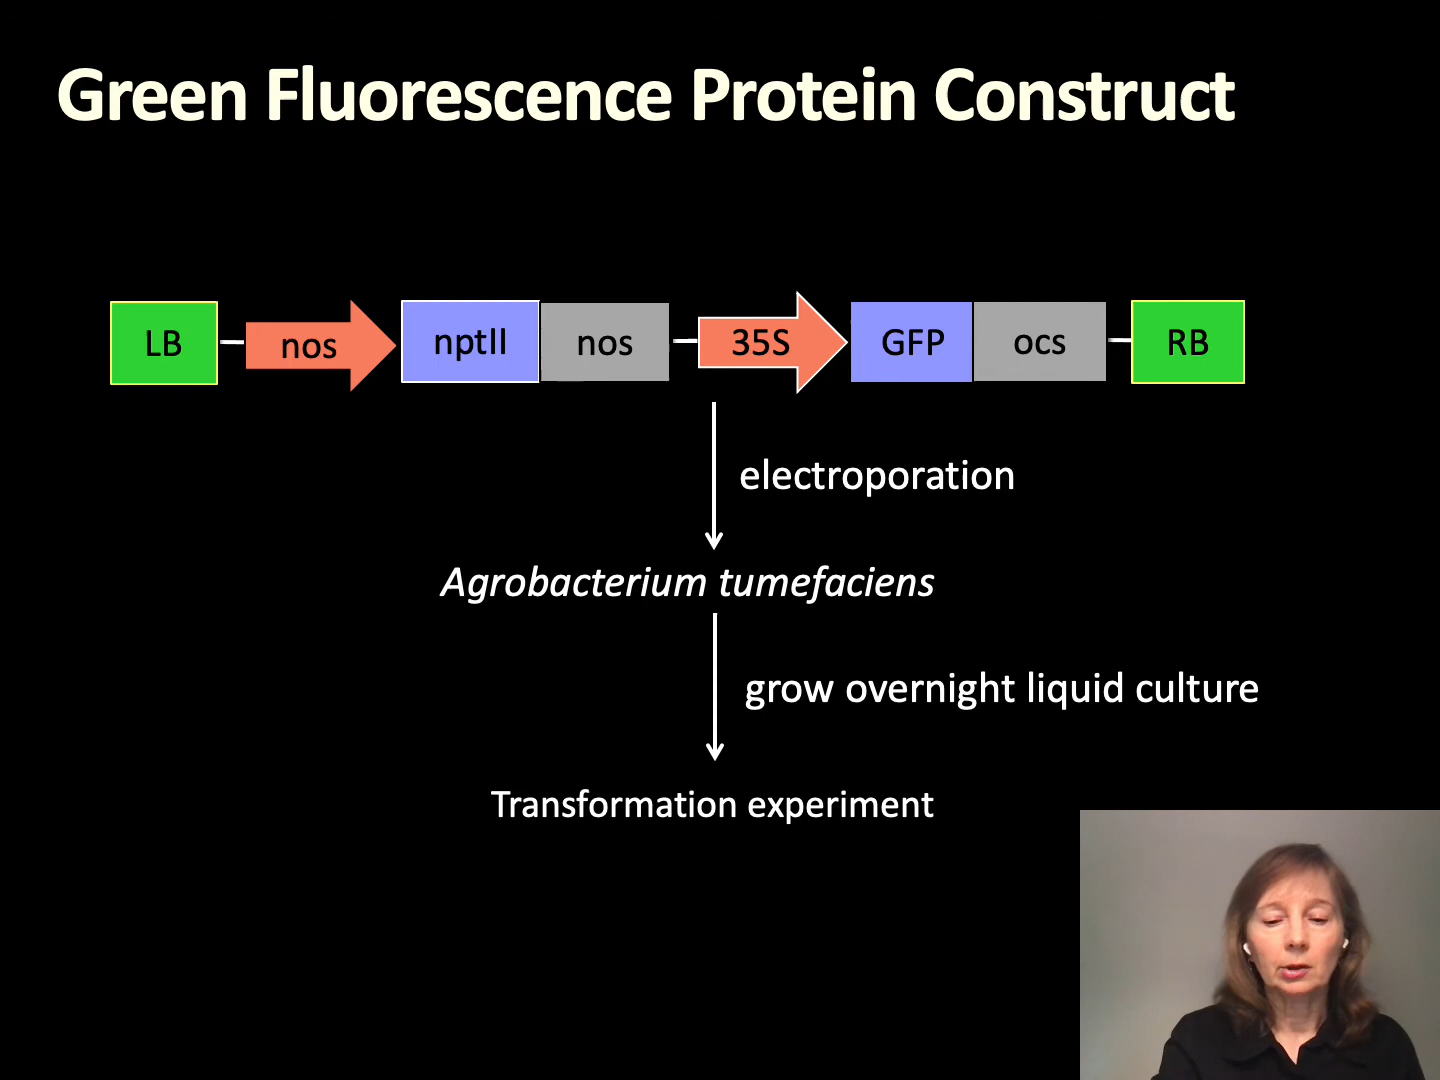 Green Fluorescence Protein Construct
LB nos nptII nos 35S GFP ocs RB
electroporation
Agrobacterium tumefaciens
grow overnight liquid culture
Transformation experiment